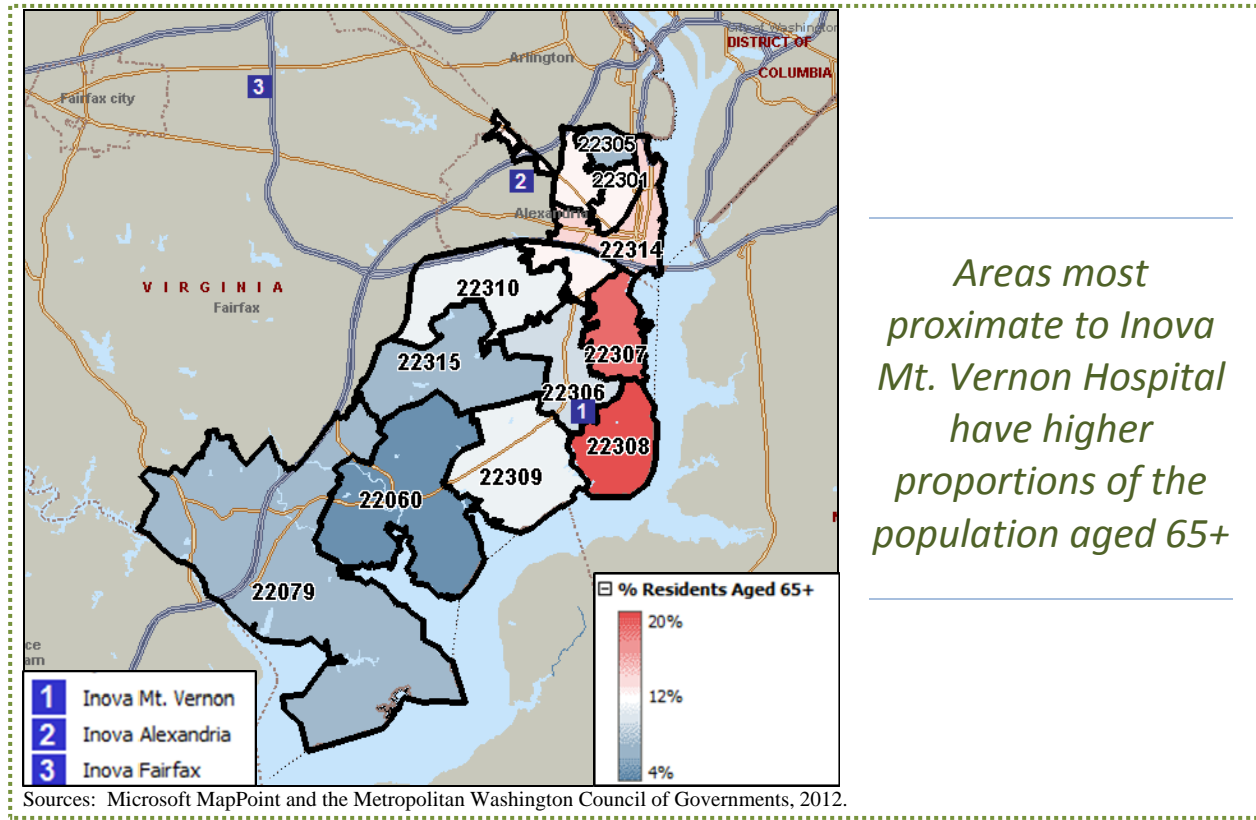 City of Washington
DISTRICT OF
COLUMBIA
Arlington
3
Fairfax city
22305
2
22301
Alexandria
22314
VIRGINIA
Fairfax
22310
22307
22315
22306
1
22308
22309
22060
22079
% Residents Aged 65+
20%
12%
4%
1 Inova Mt. Vernon
2 Inova Alexandria
3 Inova Fairfax
Sources: Microsoft MapPoint and the Metropolitan Washington Council of Governments, 2012.
Areas most
proximate to Inova
Mt. Vernon Hospital
have higher
proportions of the
population aged 65+